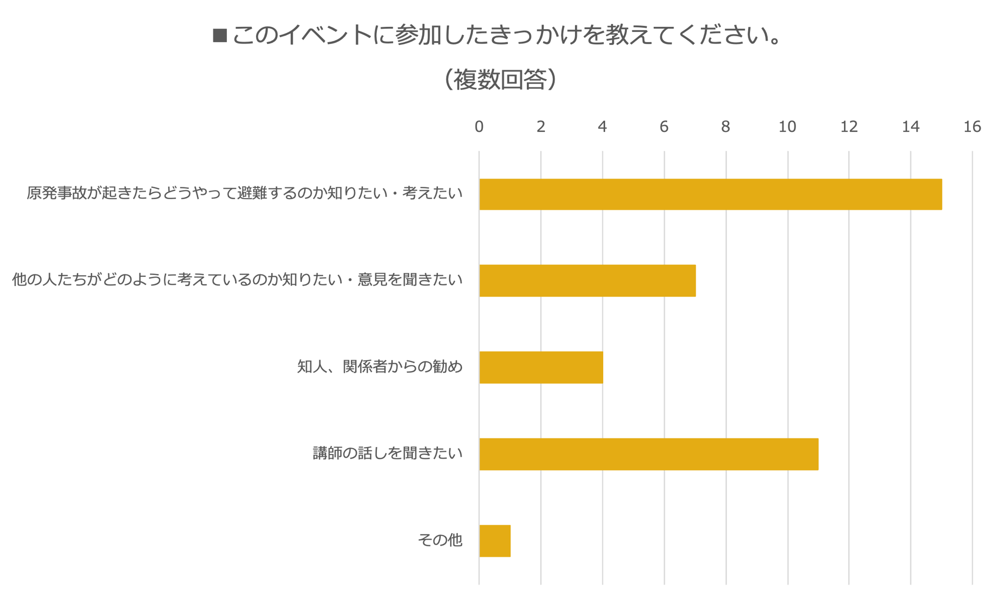 ■このイベントに参加したきっかけを教えてください。
（複数回答）
0 2 4 6 8 10 12 14 16
原発事故が起きたらどうやって避難するのか知りたい・考えたい
他の人たちがどのように考えているのか知りたい・意見を聞きたい
知人、関係者からの勧め
講師の話しを聞きたい
その他